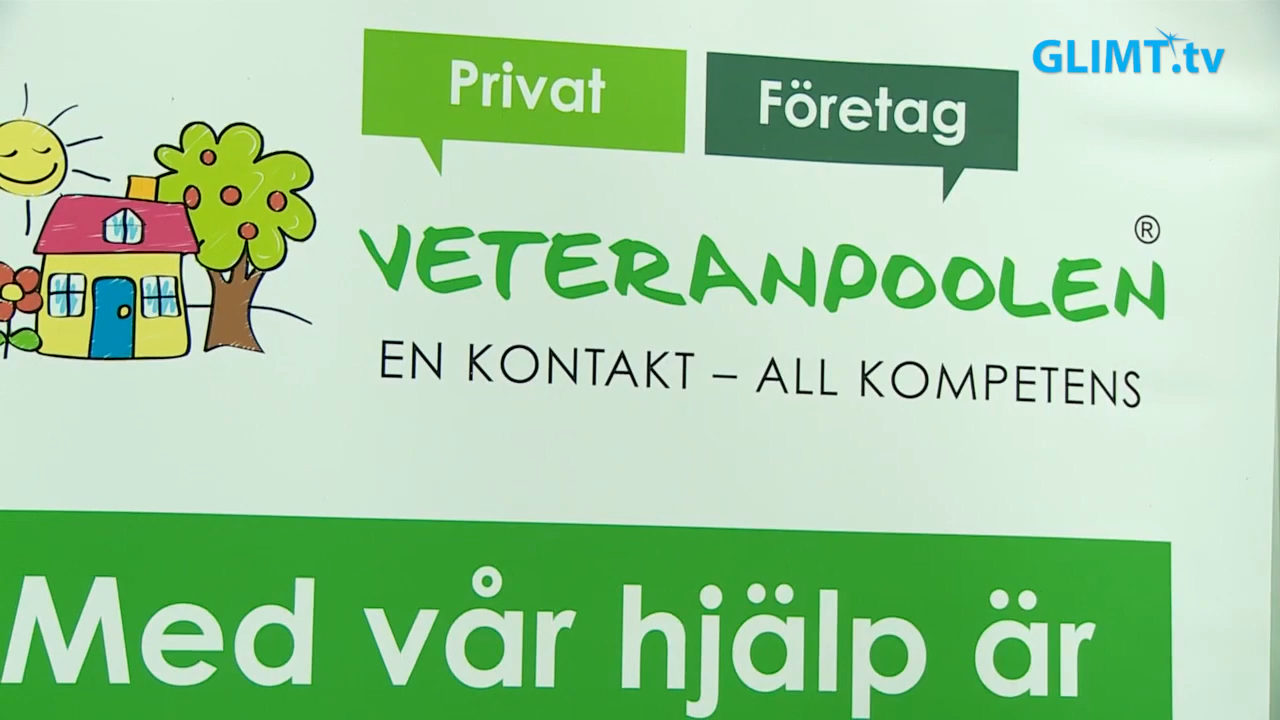 GLIMT.tv
Privat
Företag
VETERANPOOLEN®
EN KONTAKT – ALL KOMPETENS
Med vår hjälp är